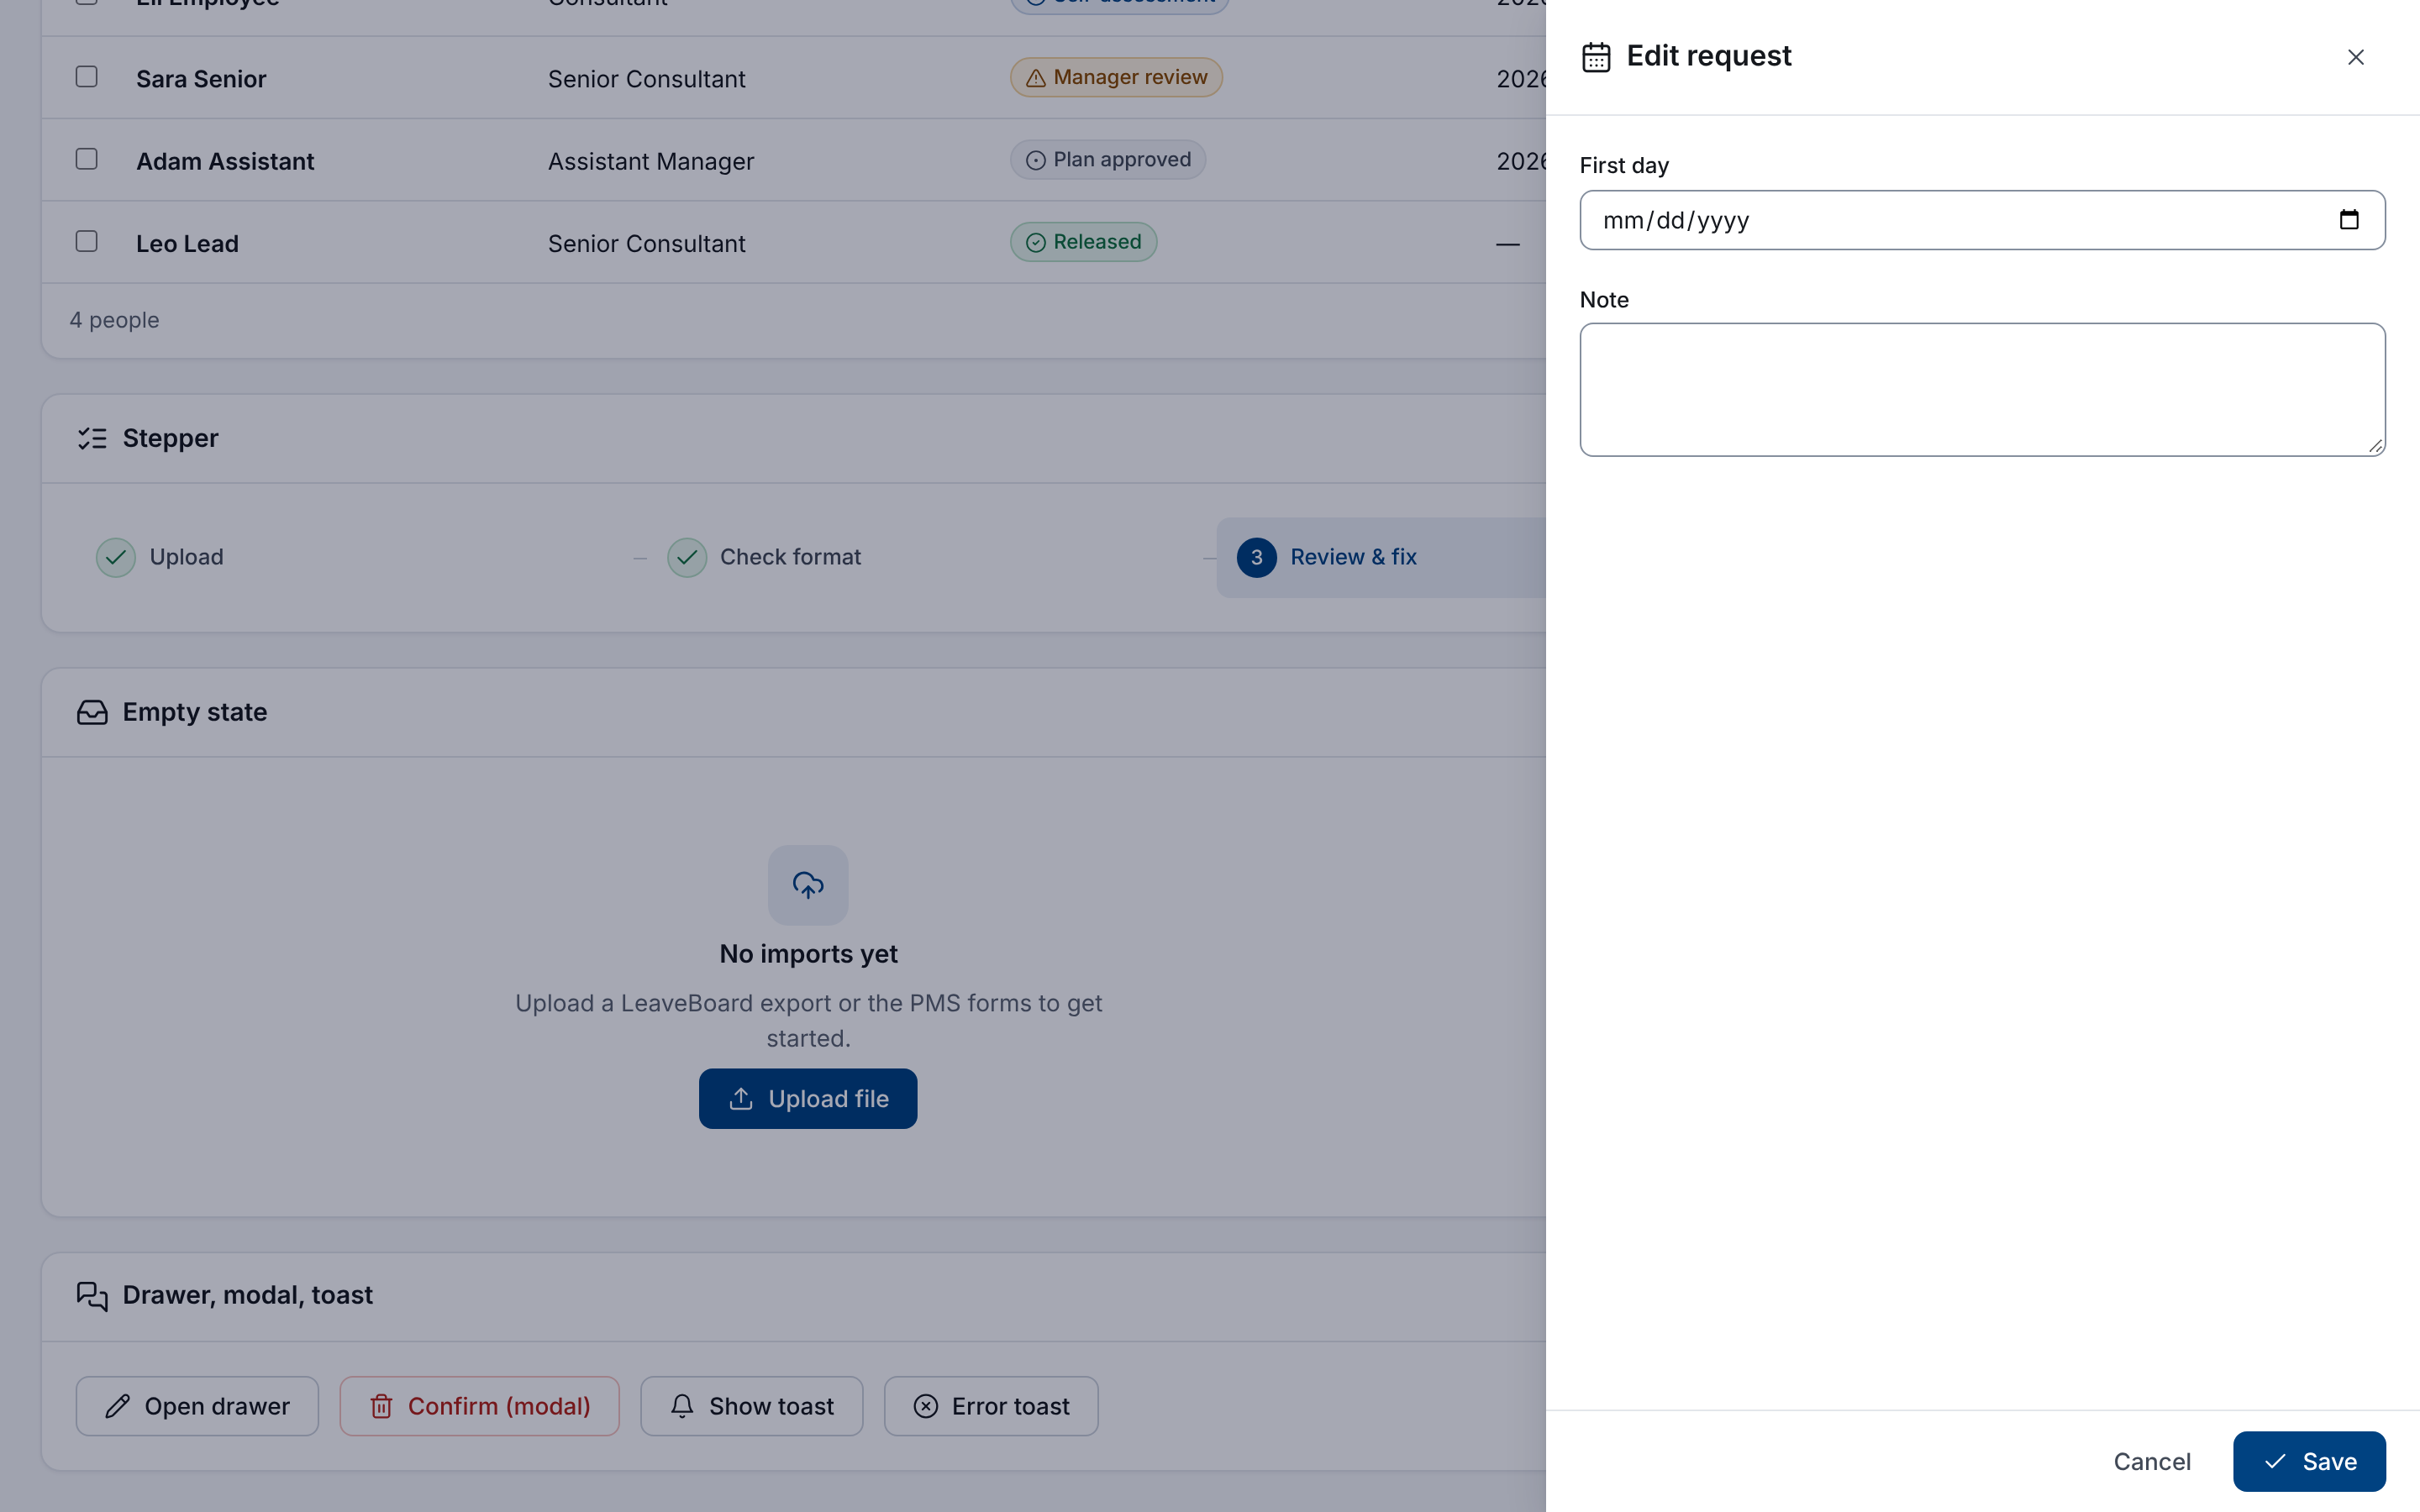 Sara Senior Senior Consultant Manager review
Adam Assistant Assistant Manager Plan approved
Leo Lead Senior Consultant Released —
4 people
Stepper
Upload Check format 3 Review & fix
Empty state
No imports yet
Upload a LeaveBoard export or the PMS forms to get
started.
Upload file
Drawer, modal, toast
Open drawer Confirm (modal) Show toast Error toast
Edit request
First day
mm/dd/yyyy
Note
Cancel Save